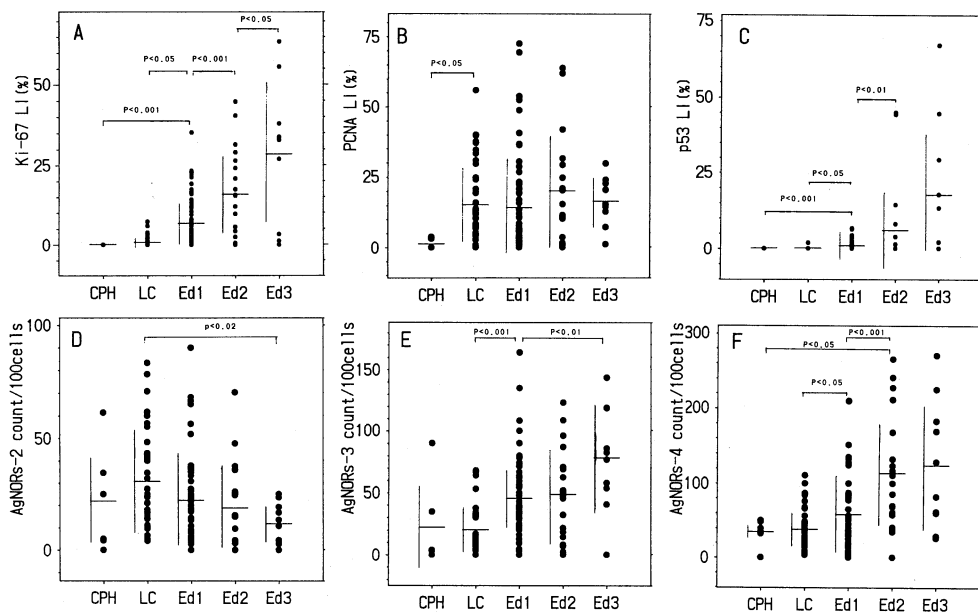 A
P<0.05
P<0.05
P<0.001
P<0.001
Ki-67 LI(%)
50
25
0
CPH LC Ed1 Ed2 Ed3
B
P<0.05
PCNA LI(%)
75
50
25
0
CPH LC Ed1 Ed2 Ed3
C
P<0.01
P<0.05
P<0.001
p53 LI(%)
75
50
25
0
CPH LC Ed1 Ed2 Ed3
D
p<0.02
AgNORs-2 count/100cells
100
50
0
CPH LC Ed1 Ed2 Ed3
E
P<0.001
P<0.01
AgNORs-3 count/100cells
150
100
50
0
CPH LC Ed1 Ed2 Ed3
F
P<0.001
P<0.05
P<0.05
AgNORs-4 count/100cells
300
200
100
0
CPH LC Ed1 Ed2 Ed3